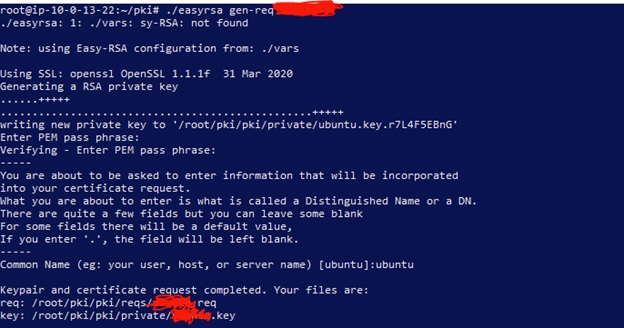 root@ip-10-0-13-22:~/pki# ./easyrsa gen-req
./easyrsa: 1: ./vars: sy-RSA: not found
Note: using Easy-RSA configuration from: ./vars
Using SSL: openssl OpenSSL 1.1.1f  31 Mar 2020
Generating a RSA private key
......+++++
....................................................+++++
writing new private key to '/root/pki/pki/private/ubuntu.key.r7L4F5EBnG'
Enter PEM pass phrase:
Verifying - Enter PEM pass phrase:
-----
You are about to be asked to enter information that will be incorporated
into your certificate request.
What you are about to enter is what is called a Distinguished Name or a DN.
There are quite a few fields but you can leave some blank
For some fields there will be a default value,
If you enter '.', the field will be left blank.
-----
Common Name (eg: your user, host, or server name) [ubuntu]:ubuntu
Keypair and certificate request completed. Your files are:
req: /root/pki/pki/reqs/ req
key: /root/pki/pki/private/ .key